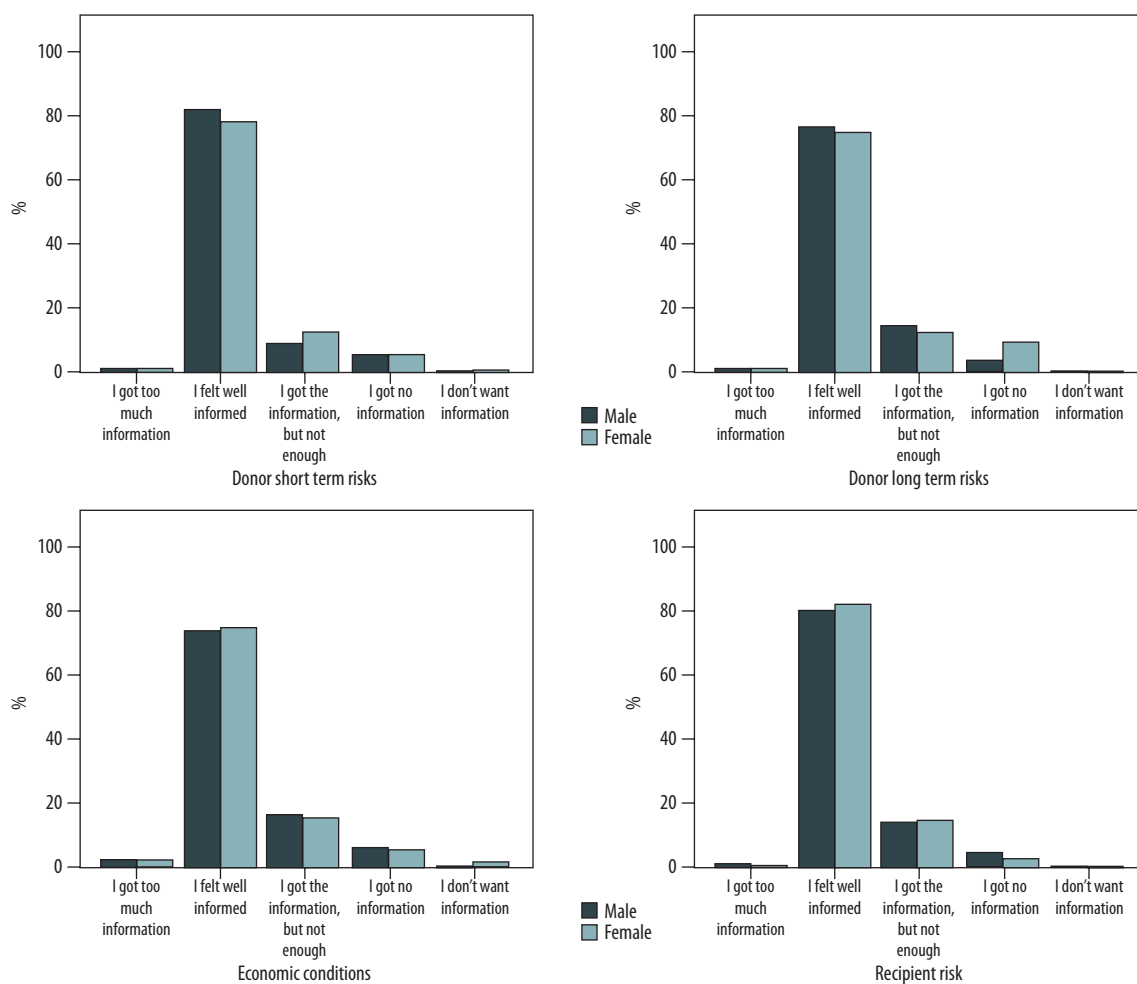 100
80
60
40
20
0
%
I got too
much
information
I felt well
informed
I got the
information,
but not
enough
I got no
information
I don't want
information
Donor short term risks
Male
Female
100
80
60
40
20
0
%
I got too
much
information
I felt well
informed
I got the
information,
but not
enough
I got no
information
I don't want
information
Donor long term risks
100
80
60
40
20
0
%
I got too
much
information
I felt well
informed
I got the
information,
but not
enough
I got no
information
I don't want
information
Economic conditions
Male
Female
100
80
60
40
20
0
%
I got too
much
information
I felt well
informed
I got the
information,
but not
enough
I got no
information
I don't want
information
Recipient risk